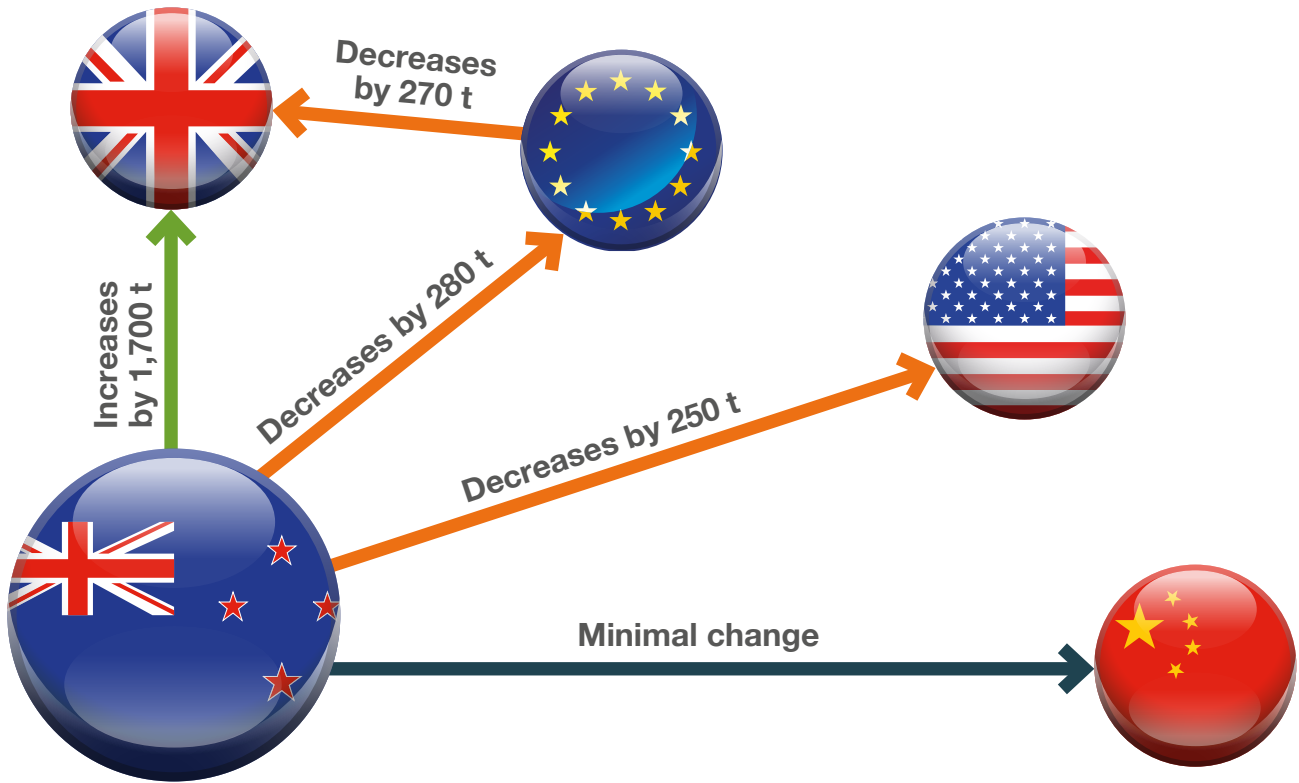 Decreases
by 270 t
Increases
by 1,700 t
Decreases by 280 t
Decreases by 250 t
Minimal change